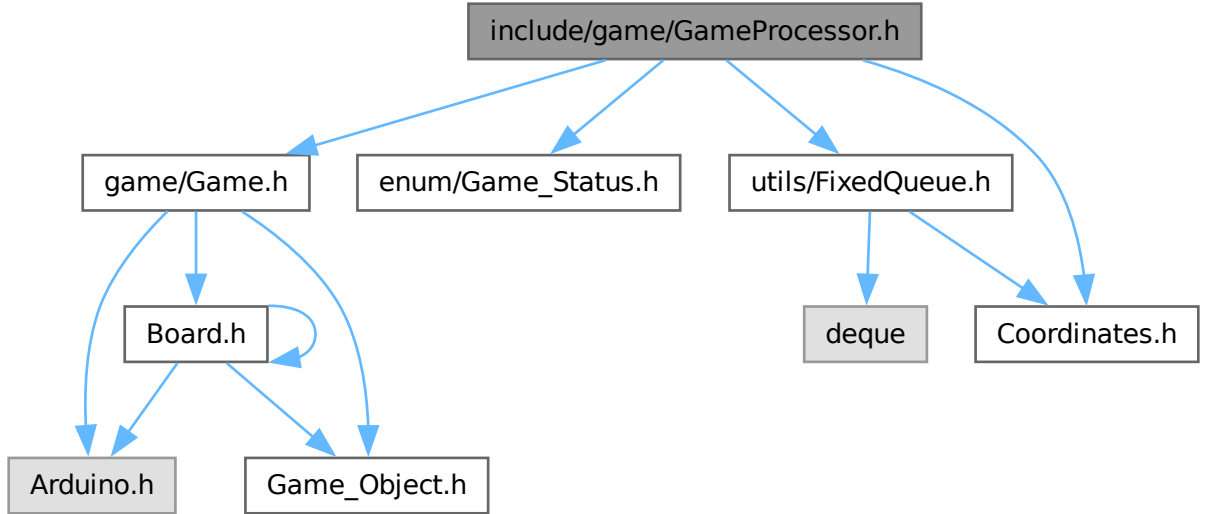 include/game/GameProcessor.h
game/Game.h
enum/Game_Status.h
utils/FixedQueue.h
Board.h
deque
Coordinates.h
Arduino.h
Game_Object.h